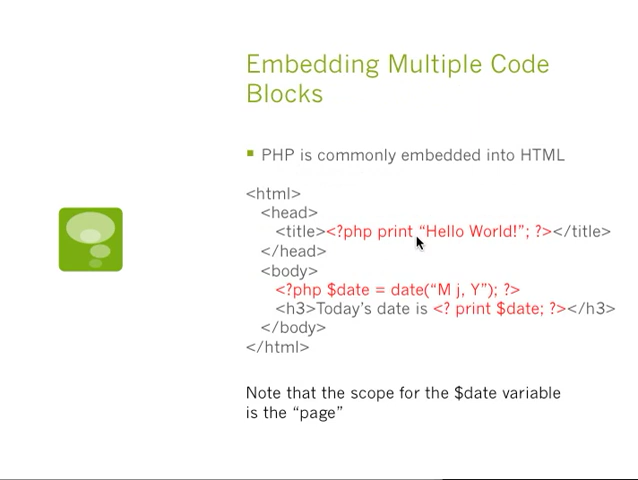 Embedding Multiple Code
Blocks
▪ PHP is commonly embedded into HTML
<html>
<head>
<title><?php print “Hello World!”; ?></title>
</head>
<body>
<?php $date = date(“M j, Y”); ?>
<h3>Today’s date is <? print $date; ?></h3>
</body>
</html>
Note that the scope for the $date variable
is the “page”